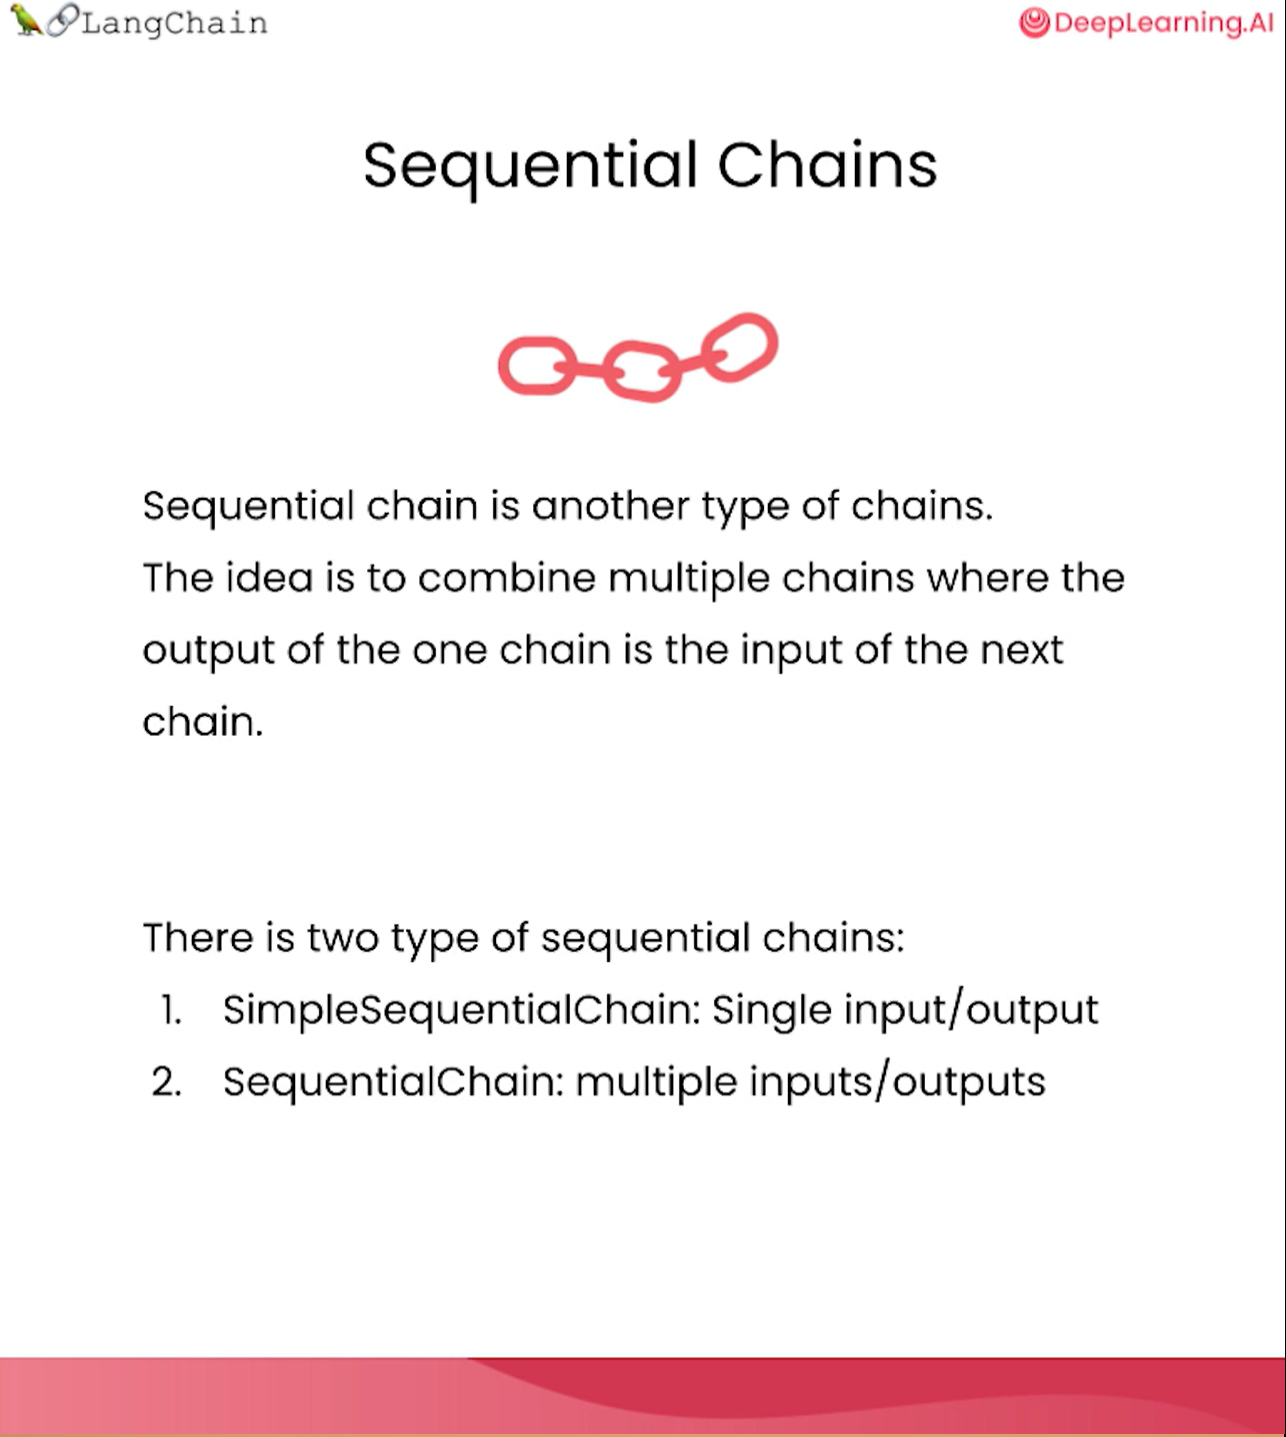 LangChain
DeepLearning.AI
Sequential Chains
Sequential chain is another type of chains.
The idea is to combine multiple chains where the
output of the one chain is the input of the next
chain.
There is two type of sequential chains:
1. SimpleSequentialChain: Single input/output
2. SequentialChain: multiple inputs/outputs